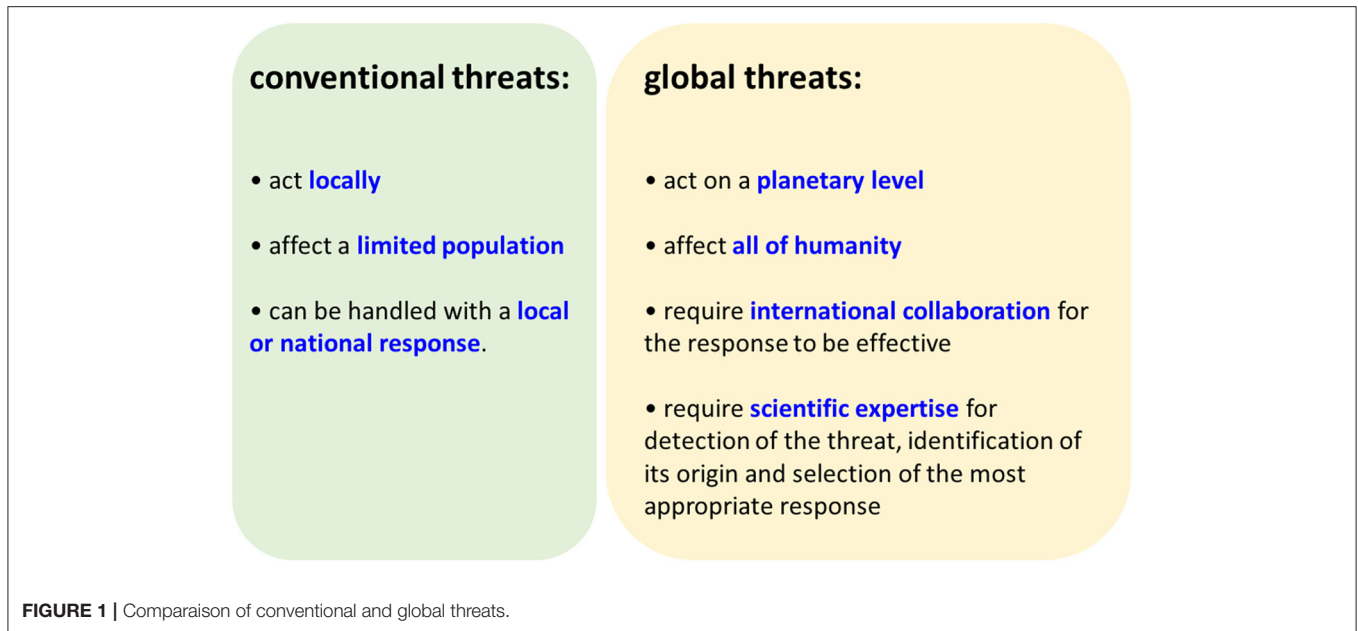 conventional threats:
• act locally
• affect a limited population
• can be handled with a local
or national response.
global threats:
• act on a planetary level
• affect all of humanity
• require international collaboration for
the response to be effective
• require scientific expertise for
detection of the threat, identification of
its origin and selection of the most
appropriate response
FIGURE 1 | Comparaison of conventional and global threats.